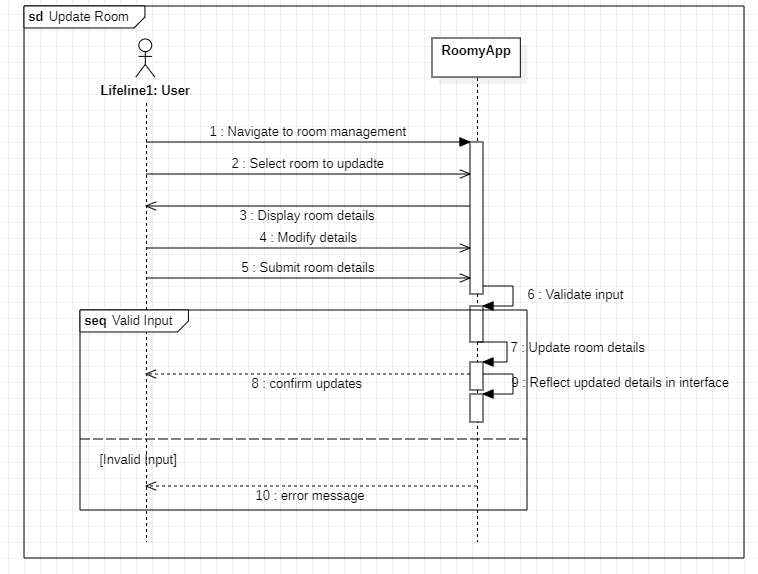 sd Update Room
RoomyApp
Lifeline1: User
1 : Navigate to room management
2 : Select room to updadte
3 : Display room details
4 : Modify details
5 : Submit room details
6 : Validate input
seq Valid Input
7 : Update room details
8 : confirm updates
9 : Reflect updated details in interface
[Invalid Input]
10 : error message